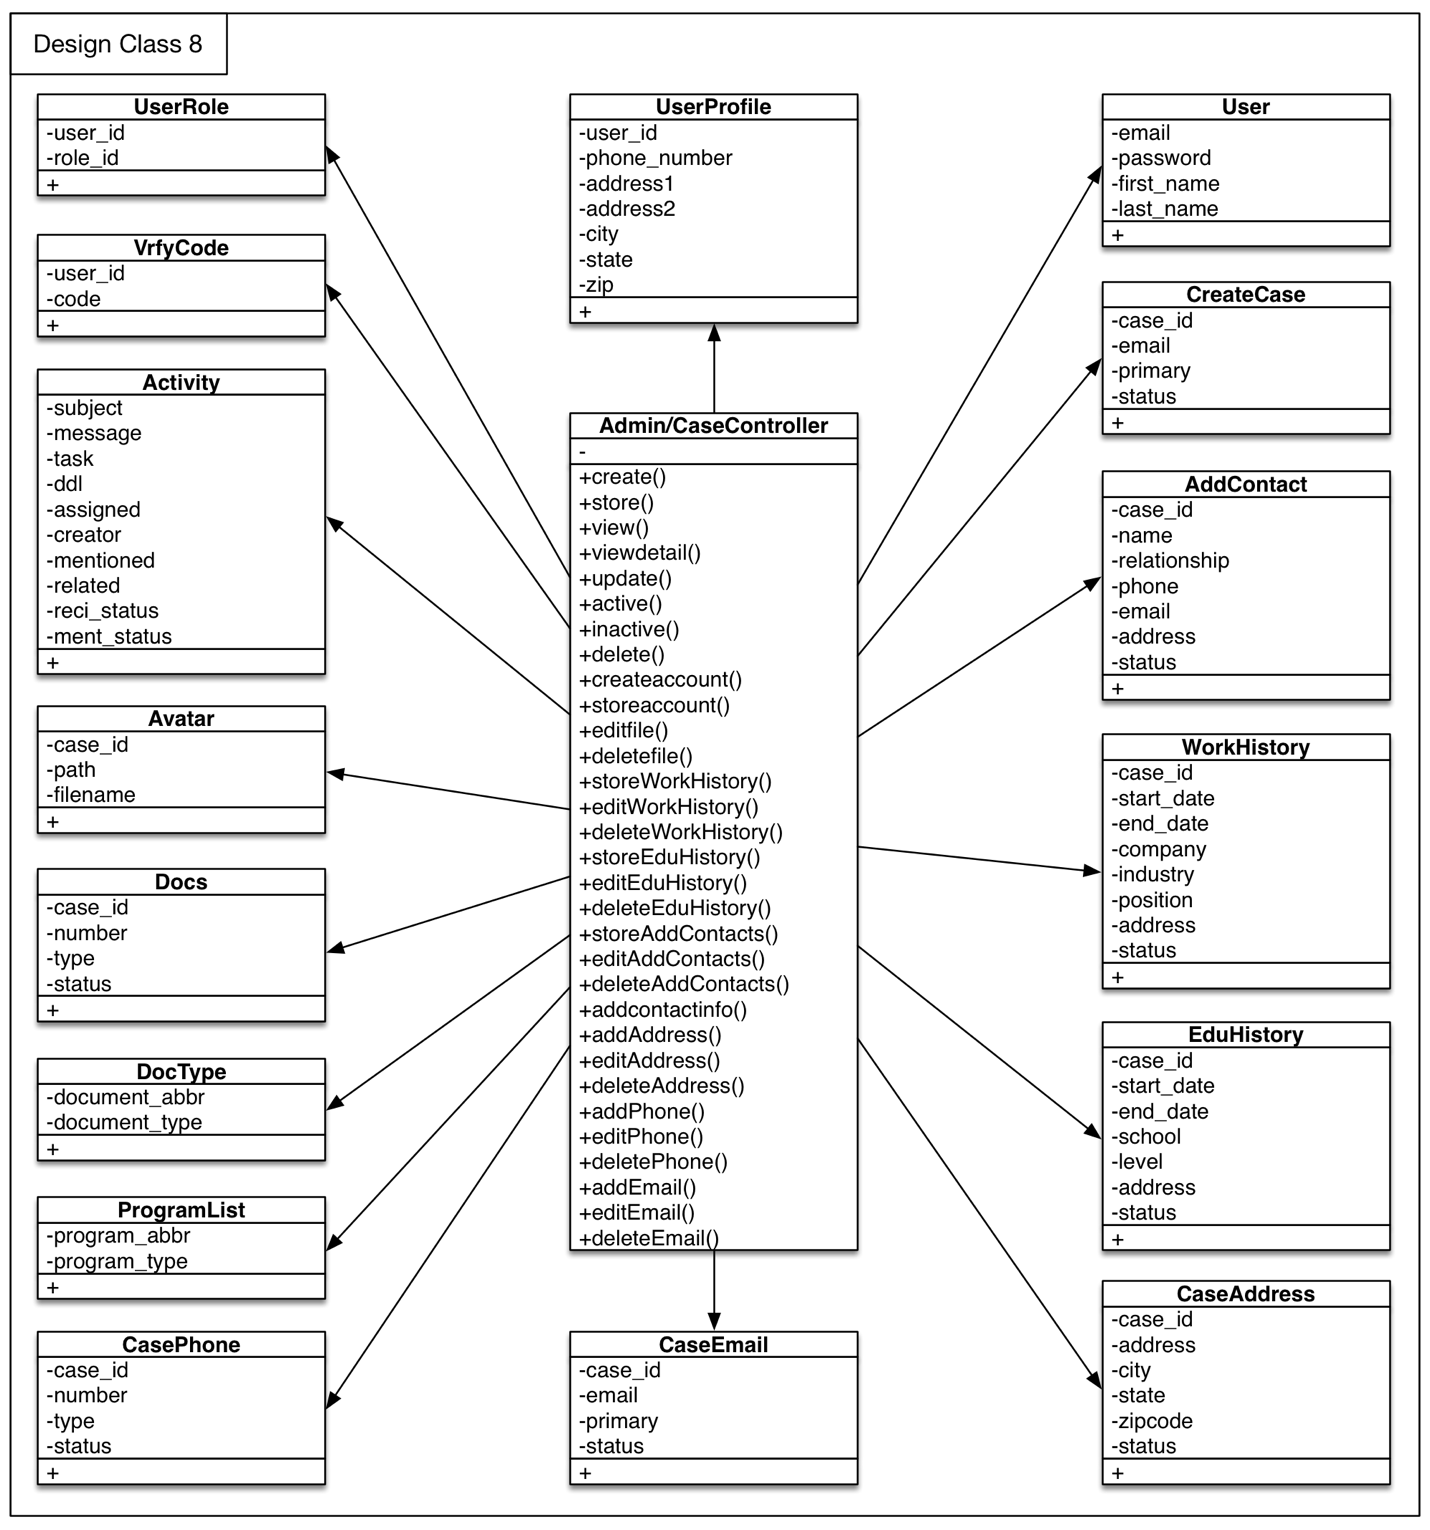 Design Class 8
UserRole
-user_id
-role_id
+
VrfyCode
-user_id
-code
+
Activity
-subject
-message
-task
-ddl
-assigned
-creator
-mentioned
-related
-reci_status
-ment_status
+
Avatar
-case_id
-path
-filename
+
Docs
-case_id
-number
-type
-status
+
DocType
-document_abbr
-document_type
+
ProgramList
-program_abbr
-program_type
+
CasePhone
-case_id
-number
-type
-status
+
UserProfile
-user_id
-phone_number
-address1
-address2
-city
-state
-zip
+
Admin/CaseController
-
+create()
+store()
+view()
+viewdetail()
+update()
+active()
+inactive()
+delete()
+createaccount()
+storeaccount()
+editfile()
+deletefile()
+storeWorkHistory()
+editWorkHistory()
+deleteWorkHistory()
+storeEduHistory()
+editEduHistory()
+deleteEduHistory()
+storeAddContacts()
+editAddContacts()
+deleteAddContacts()
+addcontactinfo()
+addAddress()
+editAddress()
+deleteAddress()
+addPhone()
+editPhone()
+deletePhone()
+addEmail()
+editEmail()
+deleteEmail()
CaseEmail
-case_id
-email
-primary
-status
+
User
-email
-password
-first_name
-last_name
+
CreateCase
-case_id
-email
-primary
-status
+
AddContact
-case_id
-name
-relationship
-phone
-email
-address
-status
+
WorkHistory
-case_id
-start_date
-end_date
-company
-industry
-position
-address
-status
+
EduHistory
-case_id
-start_date
-end_date
-school
-level
-address
-status
+
CaseAddress
-case_id
-address
-city
-state
-zipcode
-status
+